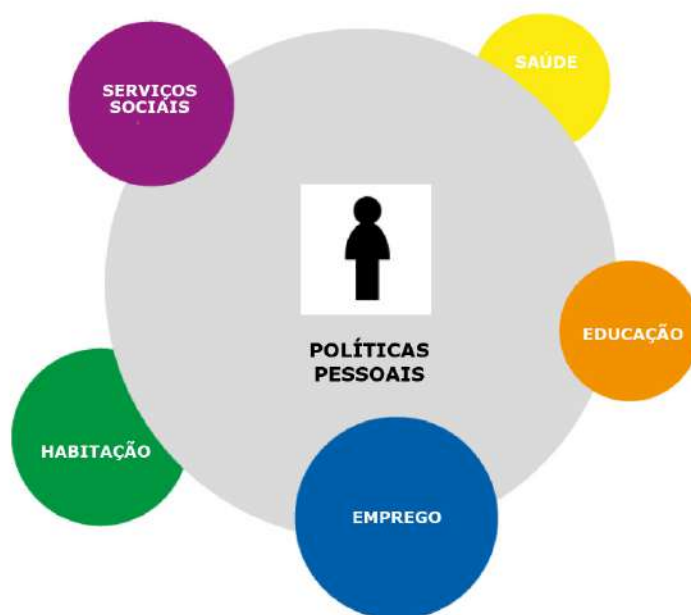 SAÚDE
SERVIÇOS
SOCIAIS
EDUCAÇÃO
POLÍTICAS
PESSOAIS
HABITAÇÃO
EMPREGO